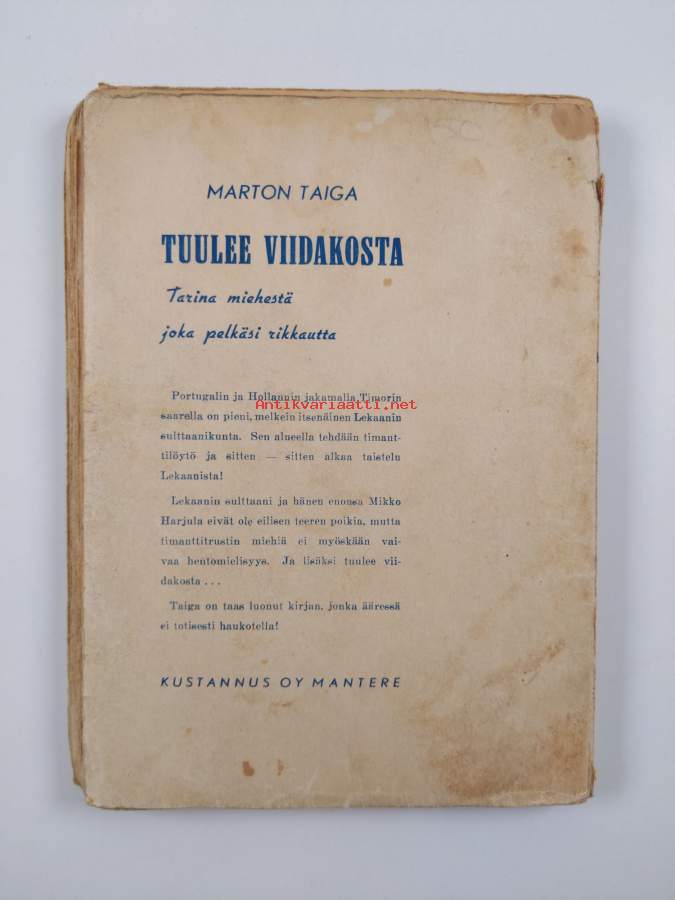 MARTON TAIGA
TUULEE VIIDAKOSTA
Tarina miehestä
joka pelkäsi rikkautta
Portugalin ja Hollannin jakamalla Timorin
Antikvariaatti.net
saarella on pieni, melkein itsenäinen Lekaanin
sulttaanikunta. Sen alueella tehdään timant-
tilöytö ja sitten — sitten alkaa taistelu
Lekaanista!
Lekaanin sulttaani ja hänen enonsa Mikko
Harjula eivät ole eilisen teeren poikia, mutta
timanttitrustin miehiä ei myöskään vai-
vaa hentomielisyys. Ja lisäksi tuulee vii-
dakosta ...
Taiga on taas luonut kirjan, jonka ääressä
ei totisesti haukotella!
KUSTANNUS OY MANTERE